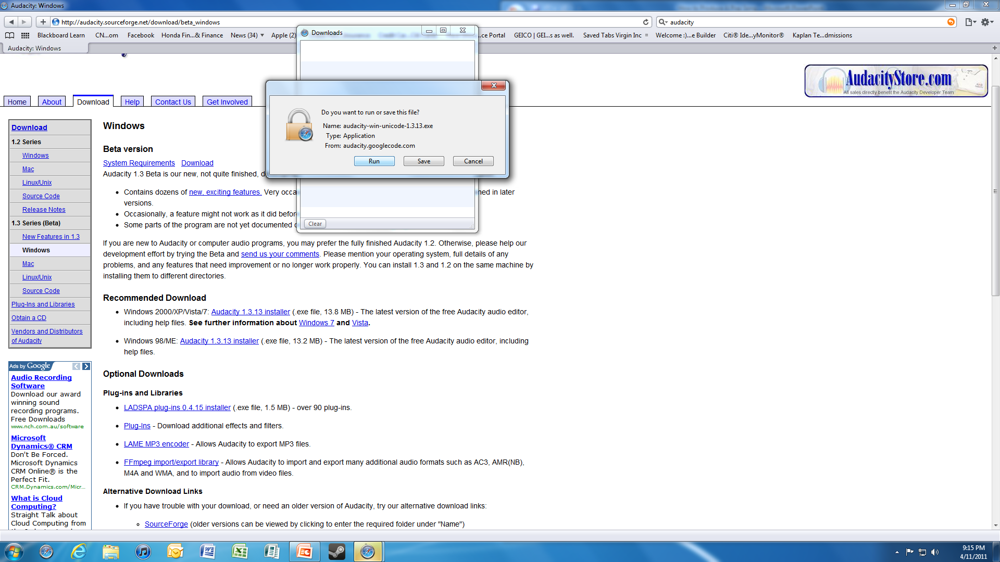 Audacity: Windows
http://audacity.sourceforge.net/download/beta_windows
audacity
Blackboard Learn CN...om Facebook Honda Fin...& Finance News (34) Apple (2) ...ce Portal GEICO | GEI...s as well. Saved Tabs Virgin Inc Welcome :)...e Builder Citi® Ide...yMonitor® Kaplan Te...dmissions
Audacity: Windows
Downloads
AudacityStore.com
All sales directly benefit the Audacity Developer Team
Home About Download Help Contact Us Get Involved
Do you want to run or save this file?
Name: audacity-win-unicode-1.3.13.exe
Type: Application
From: audacity.googlecode.com
Run Save Cancel
Clear
Download
1.2 Series
Windows
Mac
Linux/Unix
Source Code
Release Notes
1.3 Series (Beta)
New Features in 1.3
Windows
Mac
Linux/Unix
Source Code
Plug-Ins and Libraries
Obtain a CD
Vendors and Distributors
of Audacity
Ads by Google
Audio Recording
Software
Download our award
winning sound
recording programs.
Free Downloads
www.nch.com.au/software
Microsoft
Dynamics® CRM
Don't Be Forced.
Microsoft Dynamics
CRM Online® is the
Perfect Fit.
CRM.Dynamics.com/Micr...
What is Cloud
Computing?
Straight Talk about
Cloud Computing from
Windows
Beta version
System Requirements Download
Audacity 1.3 Beta is our new, not quite finished,
Contains dozens of new, exciting features. Very occa ned in later
versions.
Occasionally, a feature might not work as it did befor
Some parts of the program are not yet documented
If you are new to Audacity or computer audio programs, you may prefer the fully finished Audacity 1.2. Otherwise, please help our
development effort by trying the Beta and send us your comments. Please mention your operating system, full details of any
problems, and any features that need improvement or no longer work properly. You can install 1.3 and 1.2 on the same machine by
installing them to different directories.
Recommended Download
Windows 2000/XP/Vista/7: Audacity 1.3.13 installer (.exe file, 13.8 MB) - The latest version of the free Audacity audio editor,
including help files. See further information about Windows 7 and Vista.
Windows 98/ME: Audacity 1.3.13 installer (.exe file, 13.2 MB) - The latest version of the free Audacity audio editor, including
help files.
Optional Downloads
Plug-ins and Libraries
LADSPA plug-ins 0.4.15 installer (.exe file, 1.5 MB) - over 90 plug-ins.
Plug-Ins - Download additional effects and filters.
LAME MP3 encoder - Allows Audacity to export MP3 files.
FFmpeg import/export library - Allows Audacity to import and export many additional audio formats such as AC3, AMR(NB),
M4A and WMA, and to import audio from video files.
Alternative Download Links
If you have trouble with your download, or need an older version of Audacity, try our alternative download links:
SourceForge (older versions can be viewed by clicking to enter the required folder under "Name")
9:15 PM
4/11/2011